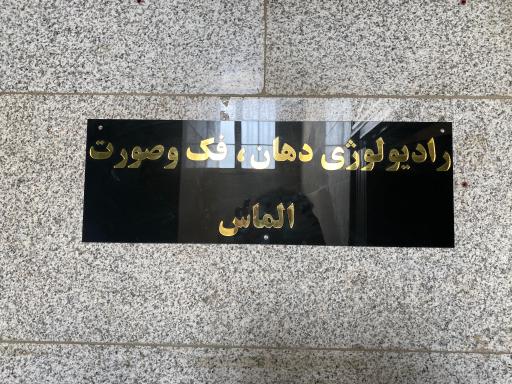 رادیولوژی دهان، فک وصورت
الماس